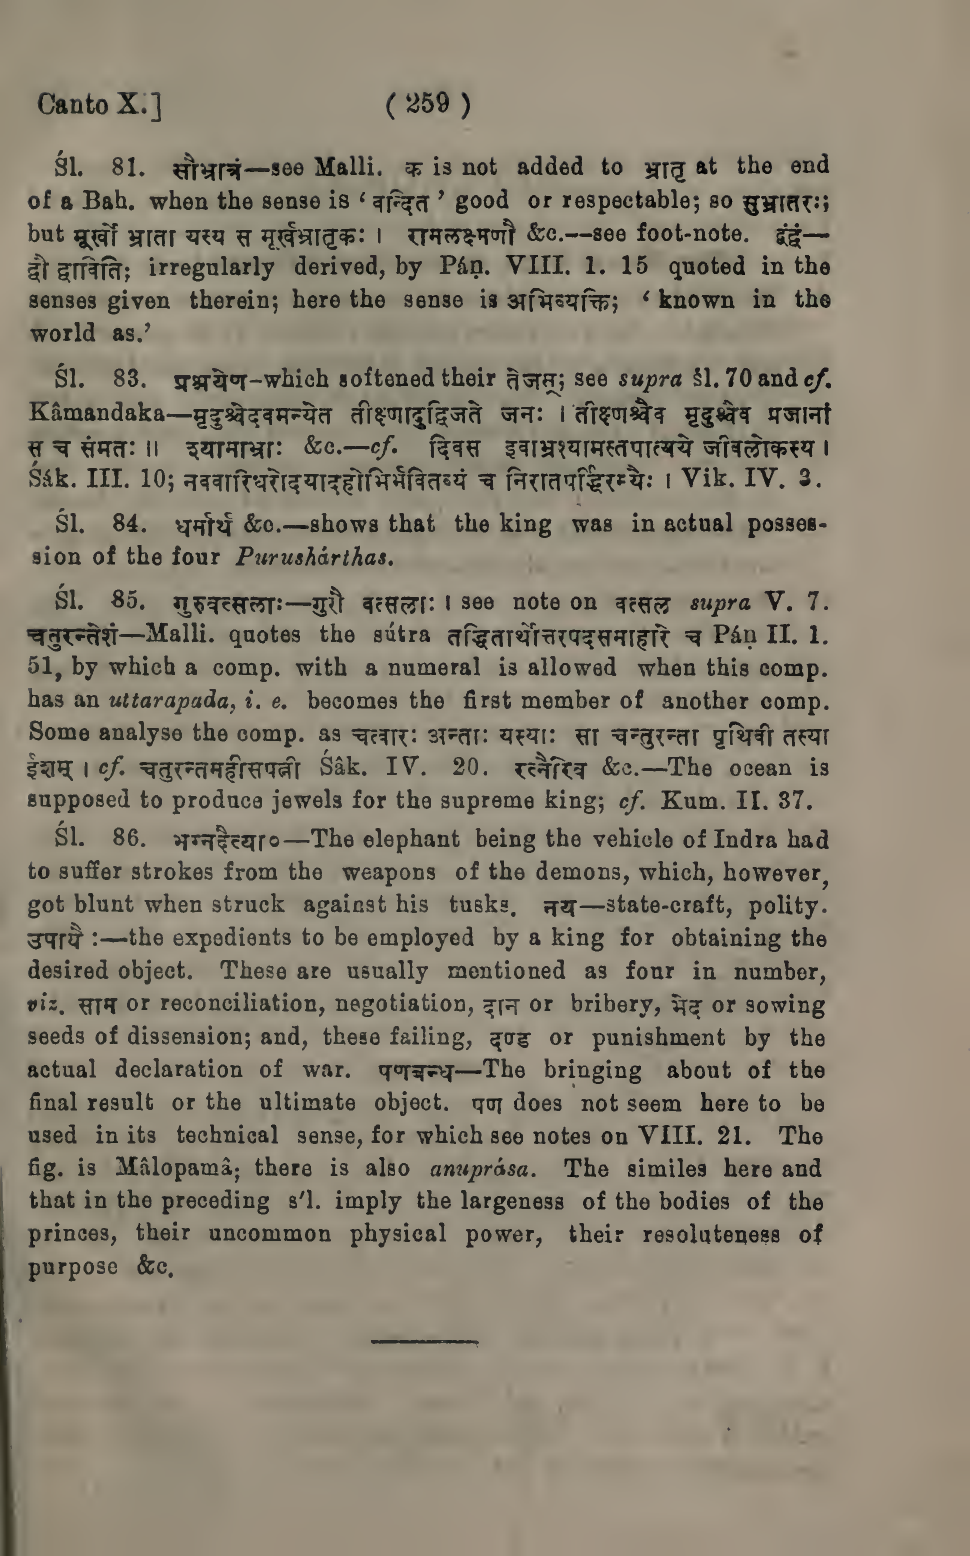 Canto X.] ( 259 )
Śl. 81. सौभ्रात्रं—see Malli. क is not added to भ्रातृ at the end
of a Bah. when the sense is ‘ वन्दित ’ good or respectable; so सुभ्रातरः;
but मूर्खो भ्राता यस्य स मूर्खभ्रातृकः । रामलक्ष्मणौ &c.--see foot-note. द्वंद्वं—
द्वौ द्वाविति; irregularly derived, by Páṇ. VIII. 1. 15 quoted in the
senses given therein; here the sense is अभिव्यक्ति; ‘ known in the
world as.’
Śl. 83. प्रश्रयेण-which softened their तेजस्; see supra śl. 70 and cf.
Kâmandaka—मृदुश्चेदवमन्येत तीक्ष्णादुद्विजते जनः । तीक्ष्णश्चैव मृदुश्चैव प्रजानां
स च संमतः ॥ श्यामाभ्राः &c.—cf. दिवस इवाभ्रश्यामस्तपात्यये जीवलोकस्य ।
Śák. III. 10; नववारिधरोदयादहोभिर्भवितव्यं च निरातपर्द्धिरम्यैः । Vik. IV. 3.
Śl. 84. धर्मार्थ &c.—shows that the king was in actual posses-
sion of the four Purushárthas.
Śl. 85. गुरुवत्सलाः—गुरौ वत्सलाः । see note on वत्सल supra V. 7.
चतुरन्तेशं—Malli. quotes the sútra तद्धितार्थोत्तरपदसमाहारे च Páṇ II. 1.
51, by which a comp. with a numeral is allowed when this comp.
has an uttarapada, i. e. becomes the first member of another comp.
Some analyse the comp. as चत्वारः अन्ताः यस्याः सा चन्तुरन्ता पृथिवी तस्या
ईशम् । cf. चतुरन्तमहीसपत्नी Śâk. IV. 20. रत्नैरिव &c.—The ocean is
supposed to produce jewels for the supreme king; cf. Kum. II. 37.
Śl. 86. भग्नदैत्या०—The elephant being the vehicle of Indra had
to suffer strokes from the weapons of the demons, which, however,
got blunt when struck against his tusks. नय—state-craft, polity.
उपायै :—the expedients to be employed by a king for obtaining the
desired object. These are usually mentioned as four in number,
viz. साम or reconciliation, negotiation, दान or bribery, भेद or sowing
seeds of dissension; and, these failing, दण्ड or punishment by the
actual declaration of war. पणबन्ध—The bringing about of the
final result or the ultimate object. पण does not seem here to be
used in its technical sense, for which see notes on VIII. 21. The
fig. is Mâlopamâ; there is also anuprása. The similes here and
that in the preceding s'l. imply the largeness of the bodies of the
princes, their uncommon physical power, their resoluteness of
purpose &c.